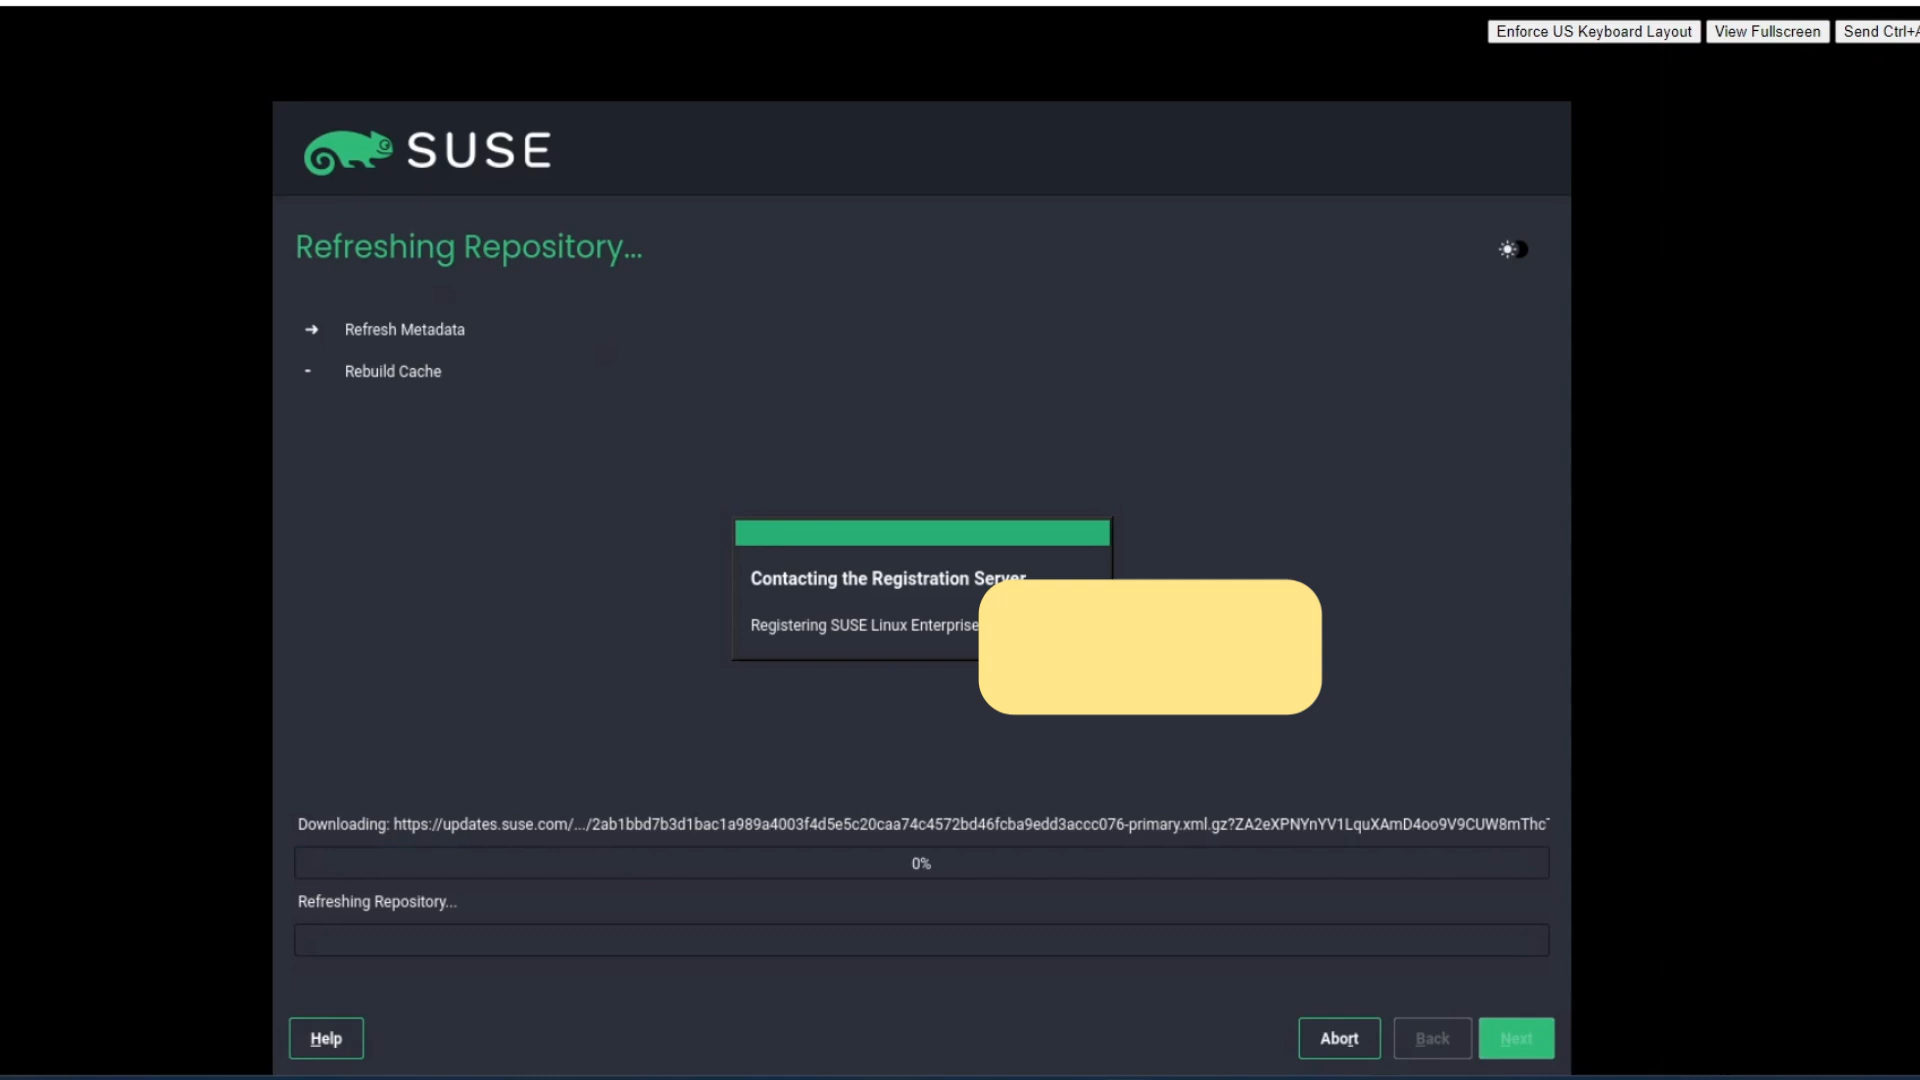 Enforce US Keyboard Layout View Fullscreen Send Ctrl+A
SUSE
Refreshing Repository...
➔ Refresh Metadata
- Rebuild Cache
Contacting the Registration Server
Registering SUSE Linux Enterprise
Downloading: https://updates.suse.com/.../2ab1bbd7b3d1bac1a989a4003f4d5e5c20caa74c4572bd46fcba9edd3accc076-primary.xml.gz?ZA2eXPNYnYV1LquXAmD4oo9V9CUW8mThc
0%
Refreshing Repository...
Help Abort Back Next